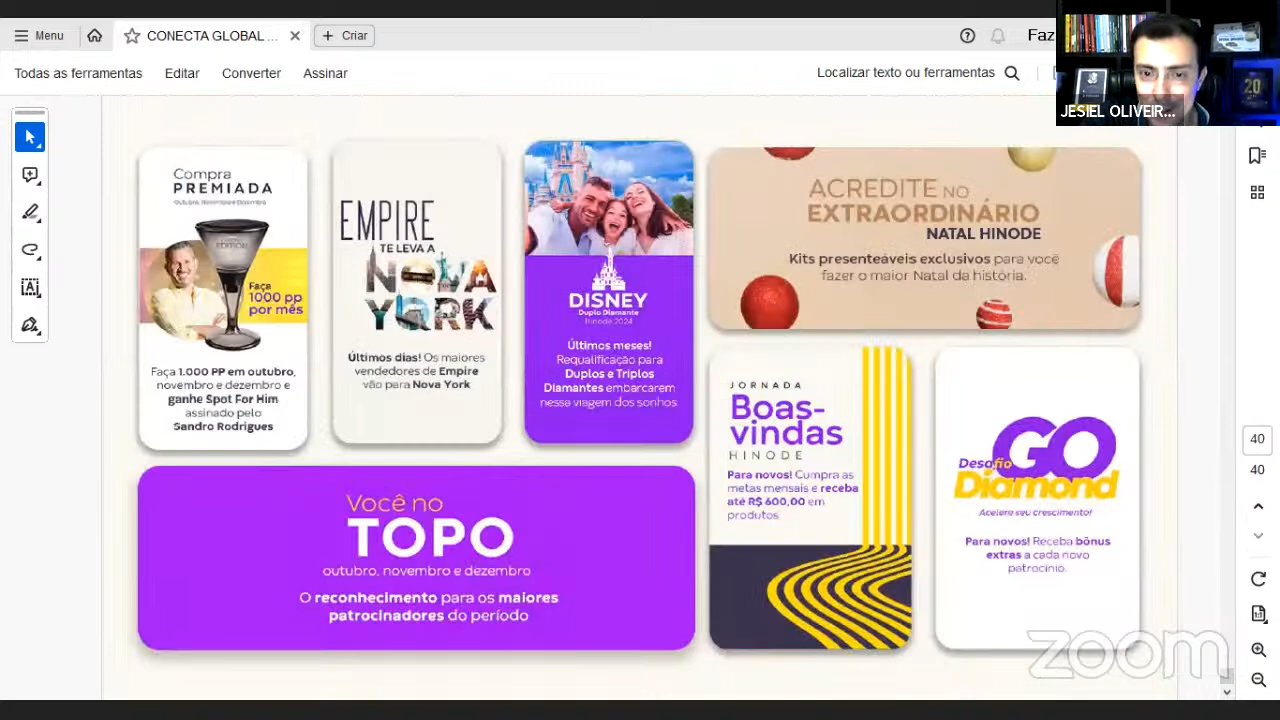 Menu
CONECTA GLOBAL ...
Criar
Faz
Todas as ferramentas
Editar
Converter
Assinar
Localizar texto ou ferramentas
JESIEL OLIVEIR...
20
Compra
PREMIADA
Outubro, Novembro e Dezembro
Faça
1000 pp
por mês
Faça 1.000 PP em outubro,
novembro e dezembro e
ganhe Spot For Him
assinado pelo
Sandro Rodrigues
EMPIRE
TE LEVA A
NOVA
YORK
Últimos dias! Os maiores
vendedores de Empire
vão para Nova York
DISNEY
Duplo Diamante
Hinode 2024
Últimos meses!
Requalificação para
Duplos e Triplos
Diamantes embarcarem
nessa viagem dos sonhos
ACREDITE NO
EXTRAORDINÁRIO
NATAL HINODE
Kits presenteáveis exclusivos para você
fazer o maior Natal da história.
Você no
TOPO
outubro, novembro e dezembro
O reconhecimento para os maiores
patrocinadores do período
JORNADA
Boas-
vindas
HINODE
Para novos! Cumpra as
metas mensais e receba
até R$ 600,00 em
produtos.
Desafio
GO
Diamond
Acelere seu crescimento!
Para novos! Receba bônus
extras a cada novo
patrocínio.
40
40
zoom